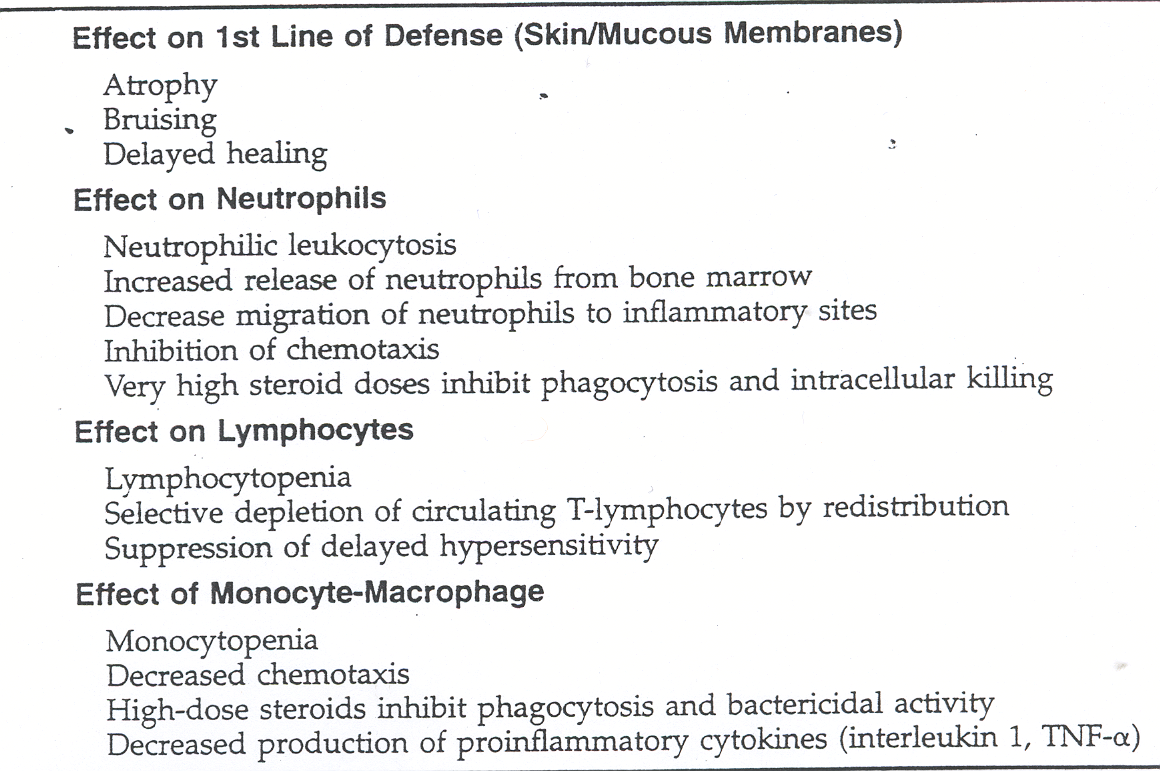 Effect on 1st Line of Defense (Skin/Mucous Membranes)
Atrophy
Bruising
Delayed healing
Effect on Neutrophils
Neutrophilic leukocytosis
Increased release of neutrophils from bone marrow
Decrease migration of neutrophils to inflammatory sites
Inhibition of chemotaxis
Very high steroid doses inhibit phagocytosis and intracellular killing
Effect on Lymphocytes
Lymphocytopenia
Selective depletion of circulating T-lymphocytes by redistribution
Suppression of delayed hypersensitivity
Effect of Monocyte-Macrophage
Monocytopenia
Decreased chemotaxis
High-dose steroids inhibit phagocytosis and bactericidal activity
Decreased production of proinflammatory cytokines (interleukin 1, TNF-α)